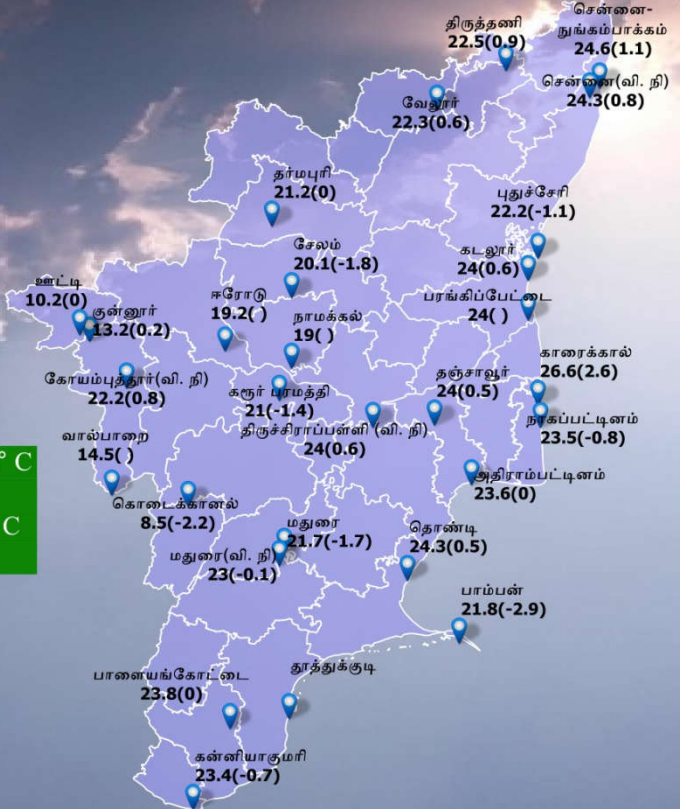 சென்னை-
நுங்கம்பாக்கம்
24.6(1.1)
திருத்தணி
22.5(0.9)
சென்னை(வி. நி)
24.3(0.8)
வேலூர்
22.3(0.6)
தர்மபுரி
21.2(0)
புதுச்சேரி
22.2(-1.1)
சேலம்
20.1(-1.8)
கடலூர்
24(0.6)
ஊட்டி
10.2(0)
குன்னூர்
13.2(0.2)
ஈரோடு
19.2( )
நாமக்கல்
19( )
பரங்கிப்பேட்டை
24( )
காரைக்கால்
26.6(2.6)
கோயம்புத்தூர்(வி. நி)
22.2(0.8)
கரூர் பரமத்தி
21(-1.4)
தஞ்சாவூர்
24(0.5)
நாகப்பட்டினம்
23.5(-0.8)
திருச்சிராப்பள்ளி (வி. நி)
24(0.6)
வால்பாறை
14.5( )
° C
C
அதிராம்பட்டினம்
23.6(0)
கொடைக்கானல்
8.5(-2.2)
மதுரை
21.7(-1.7)
தொண்டி
24.3(0.5)
மதுரை(வி. நி)
23(-0.1)
பாம்பன்
21.8(-2.9)
தூத்துக்குடி
பாளையங்கோட்டை
23.8(0)
கன்னியாகுமரி
23.4(-0.7)